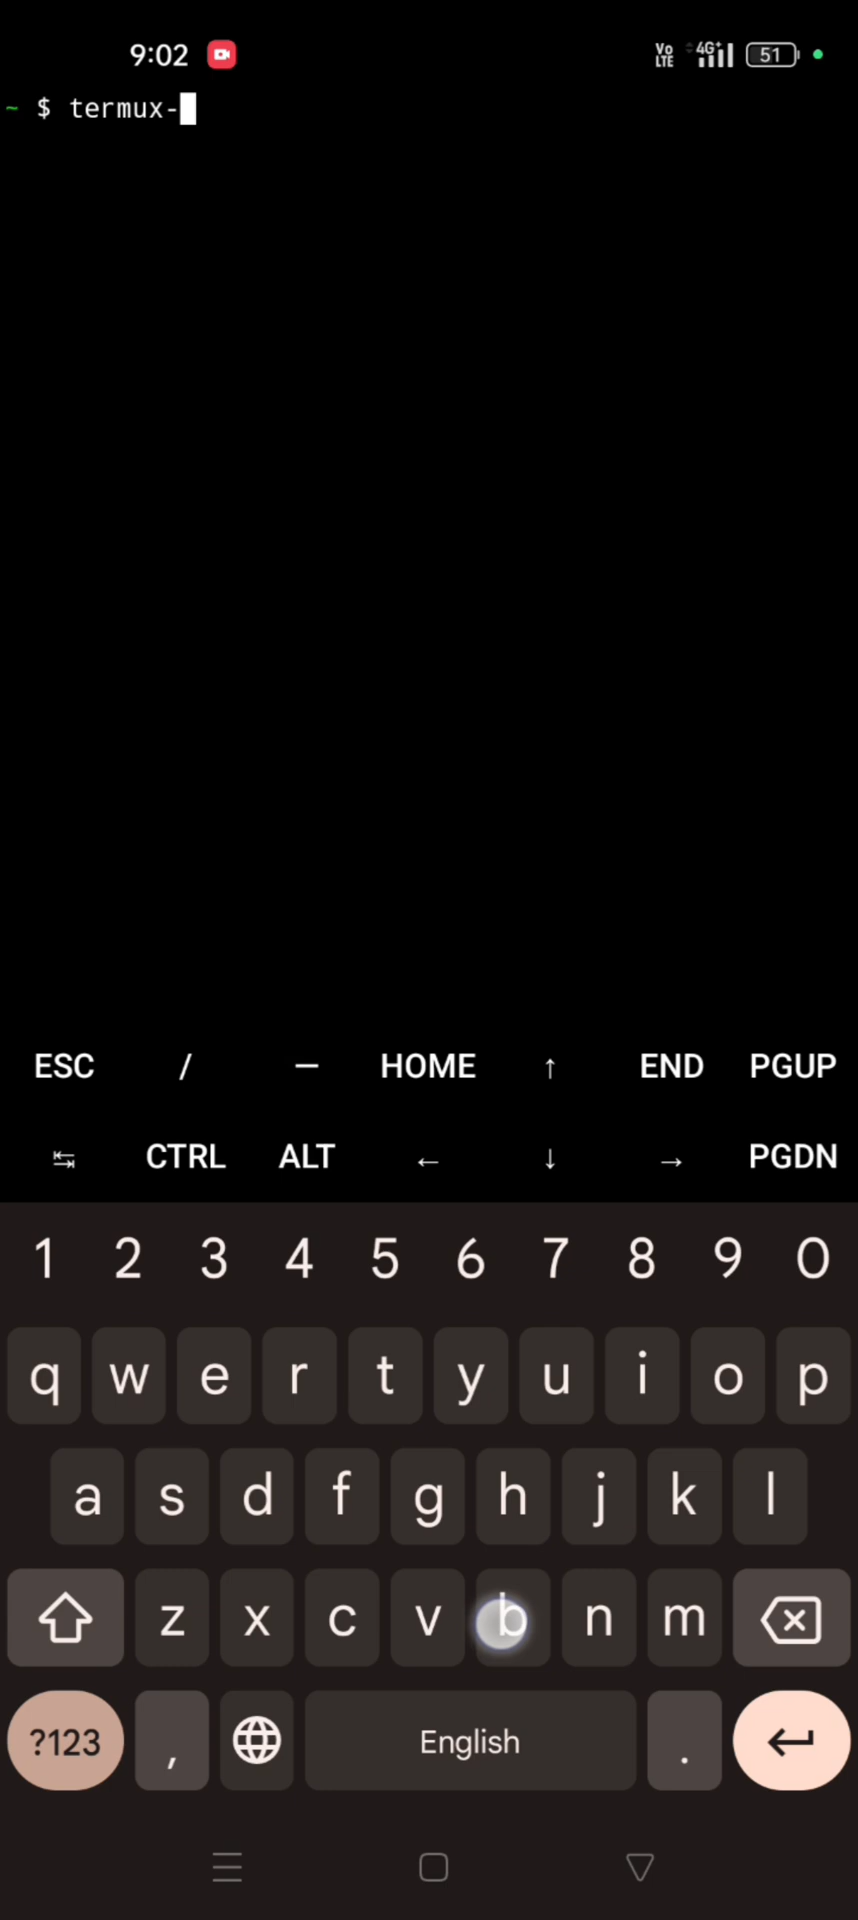 9:02 Vo LTE 4G+ 51
~ $ termux-
ESC / — HOME ↑ END PGUP
↹ CTRL ALT ← ↓ → PGDN
1 2 3 4 5 6 7 8 9 0
q w e r t y u i o p
a s d f g h j k l
z x c v b n m
?123 , English .